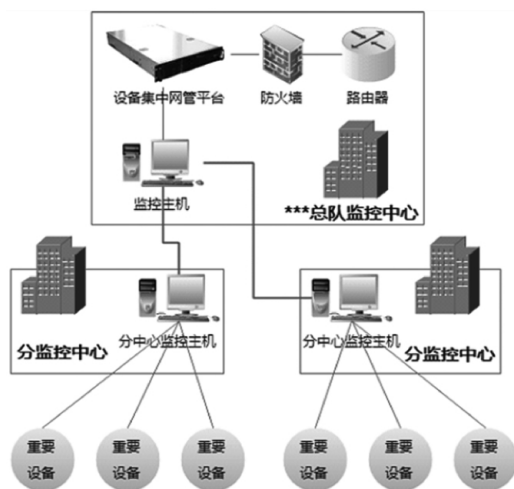 设备集中网管平台
防火墙
路由器
监控主机
***总队监控中心
分监控中心
分中心监控主机
分中心监控主机
分监控中心
重要
设备
重要
设备
重要
设备
重要
设备
重要
设备
重要
设备